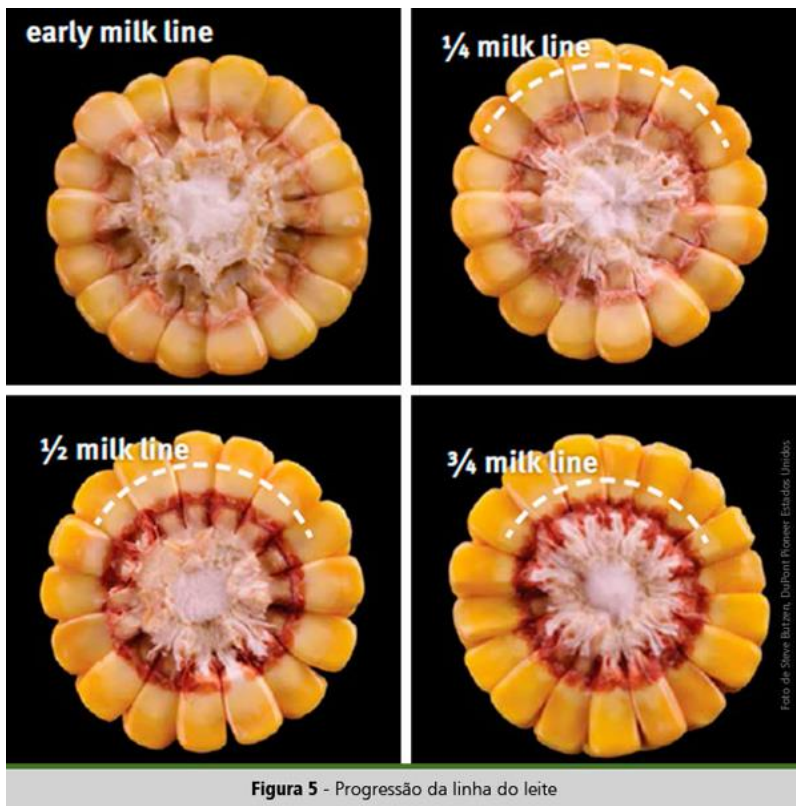 early milk line
¼ milk line
½ milk line
¾ milk line
Foto de Steve Butzen, DuPont Pioneer Estados Unidos
Figura 5 - Progressão da linha do leite